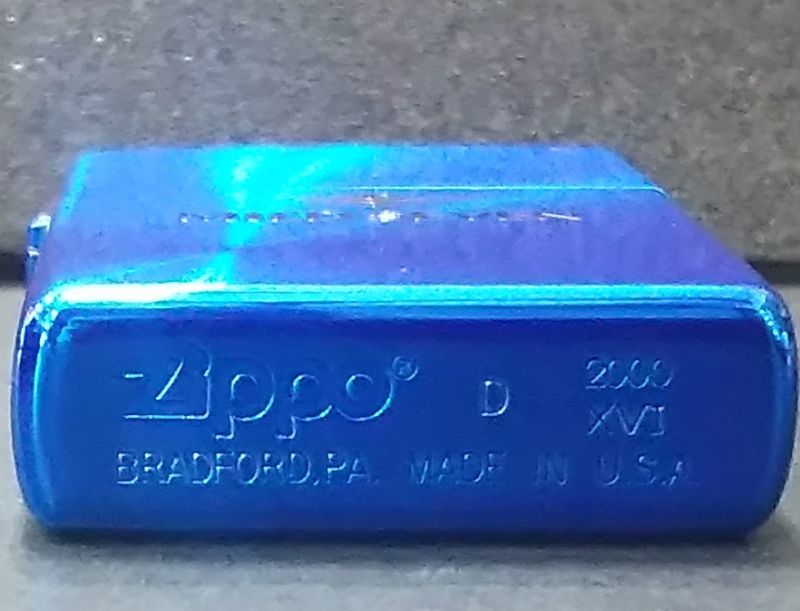 Zippo® D 2000
XVI
BRADFORD, PA. MADE IN U.S.A.